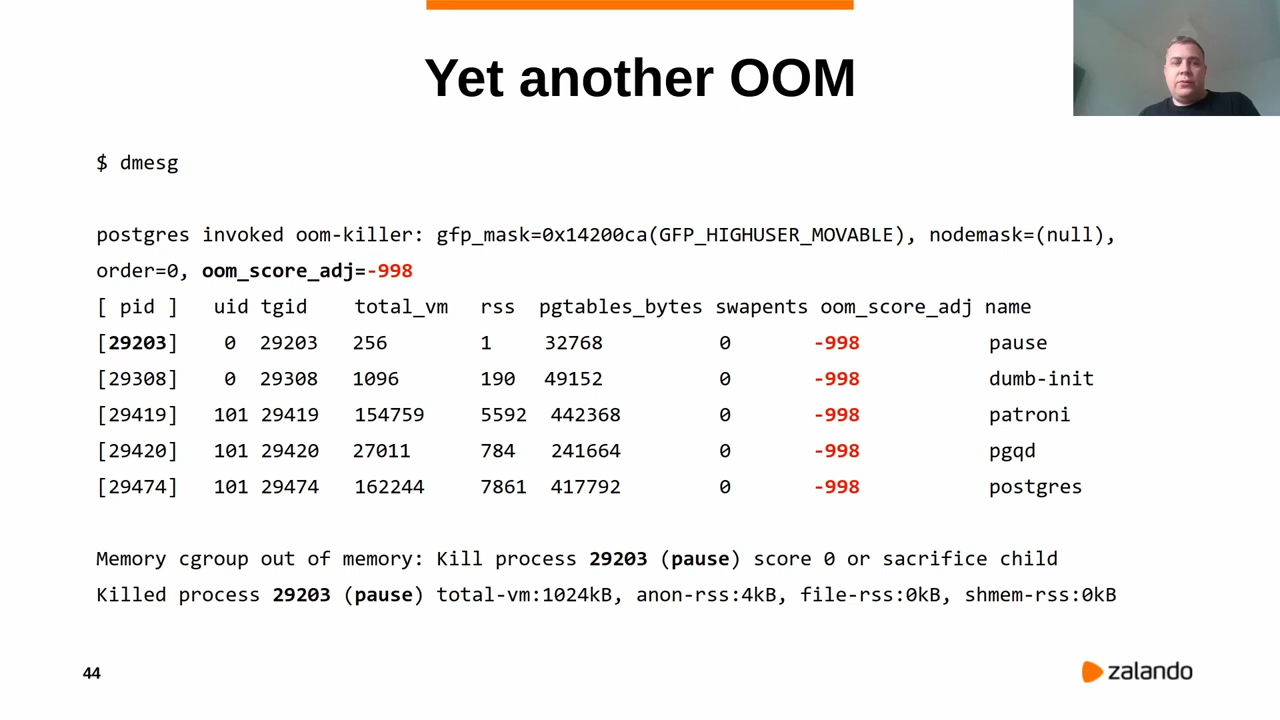 Yet another OOM
$ dmesg
postgres invoked oom-killer: gfp_mask=0x14200ca(GFP_HIGHUSER_MOVABLE), nodemask=(null),
order=0, oom_score_adj=-998
[ pid ] uid tgid total_vm rss pgtables_bytes swapents oom_score_adj name
[29203] 0 29203 256 1 32768 0 -998 pause
[29308] 0 29308 1096 190 49152 0 -998 dumb-init
[29419] 101 29419 154759 5592 442368 0 -998 patroni
[29420] 101 29420 27011 784 241664 0 -998 pgqd
[29474] 101 29474 162244 7861 417792 0 -998 postgres
Memory cgroup out of memory: Kill process 29203 (pause) score 0 or sacrifice child
Killed process 29203 (pause) total-vm:1024kB, anon-rss:4kB, file-rss:0kB, shmem-rss:0kB
44
zalando